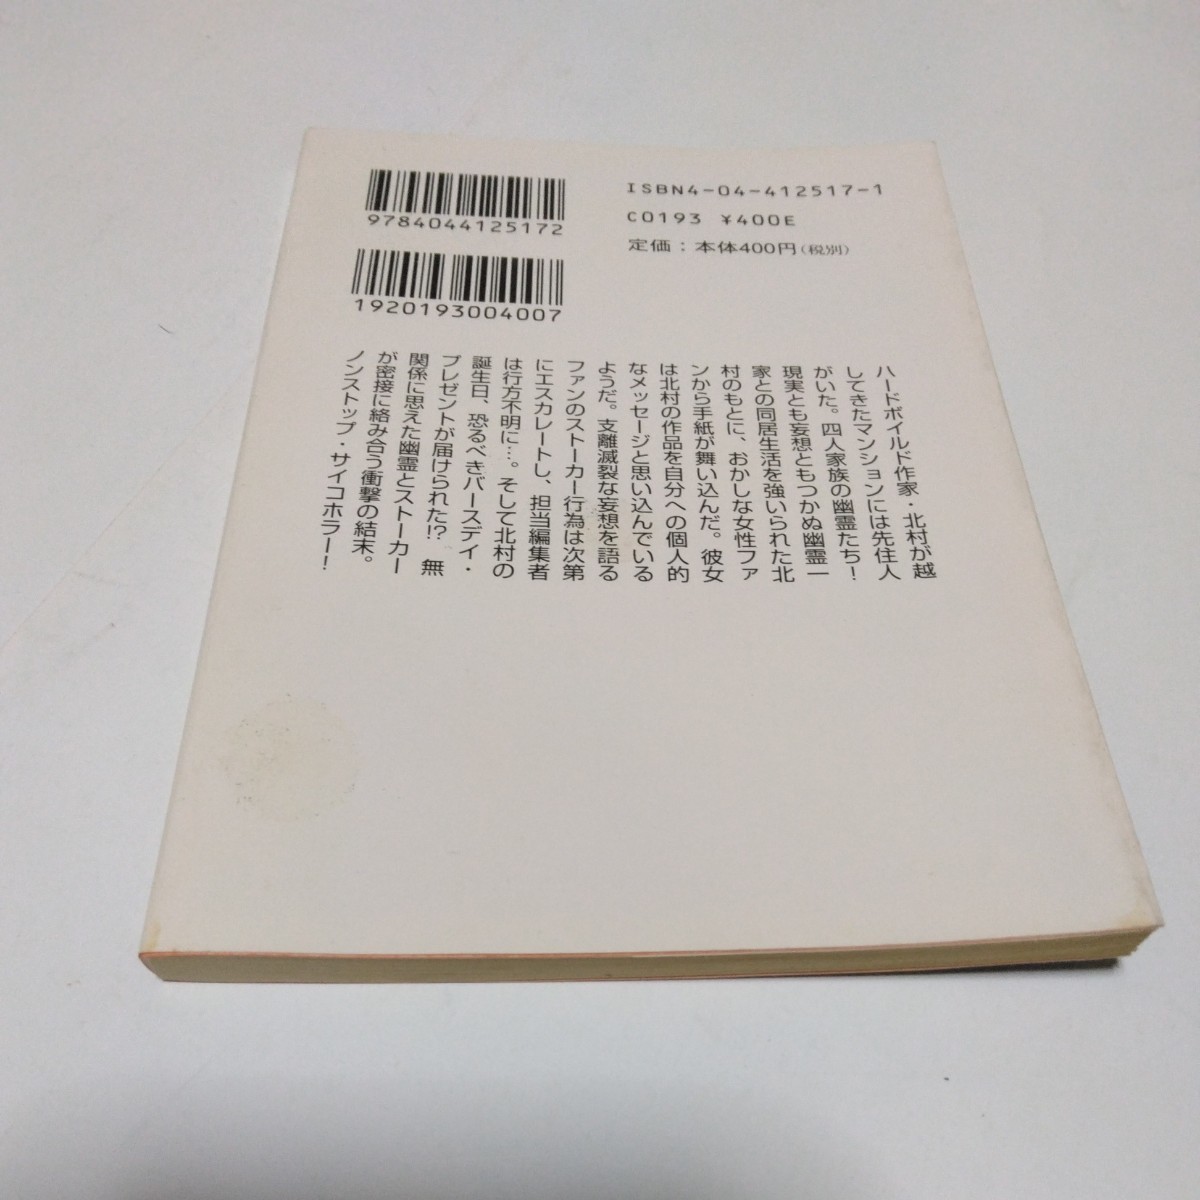 9784044125172
1920193004007
ISBN4-04-412517-1
C0193 ¥400E
定価：本体400円（税別）
ハードボイルド作家・北村が越
してきたマンションには先住人
がいた。四人家族の幽霊たち！
現実とも妄想ともつかぬ幽霊一
家との同居生活を強いられた北
村のもとに、おかしな女性ファ
ンから手紙が舞い込んだ。彼女
は北村の作品を自分への個人的
なメッセージと思い込んでいる
ようだ。支離滅裂な妄想を語る
ファンのストーカー行為は次第
にエスカレートし、担当編集者
は行方不明に…。そして北村の
誕生日、恐るべきバースデイ・
プレゼントが届けられた!?　無
関係に思えた幽霊とストーカー
が密接に絡み合う衝撃の結末。
ノンストップ・サイコホラー！